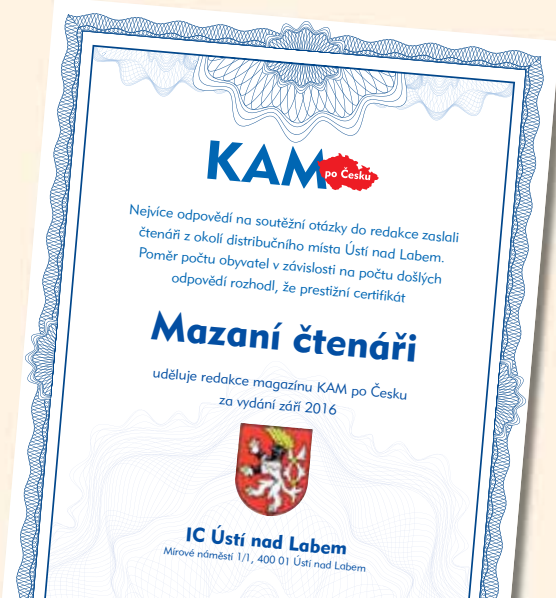 KAM
po Česku
Nejvíce odpovědí na soutěžní otázky do redakce zaslali
čtenáři z okolí distribučního místa Ústí nad Labem.
Poměr počtu obyvatel v závislosti na počtu došlých
odpovědí rozhodl, že prestižní certifikát
Mazaní čtenáři
uděluje redakce magazínu KAM po Česku
za vydání září 2016
IC Ústí nad Labem
Mírové náměstí 1/1, 400 01 Ústí nad Labem